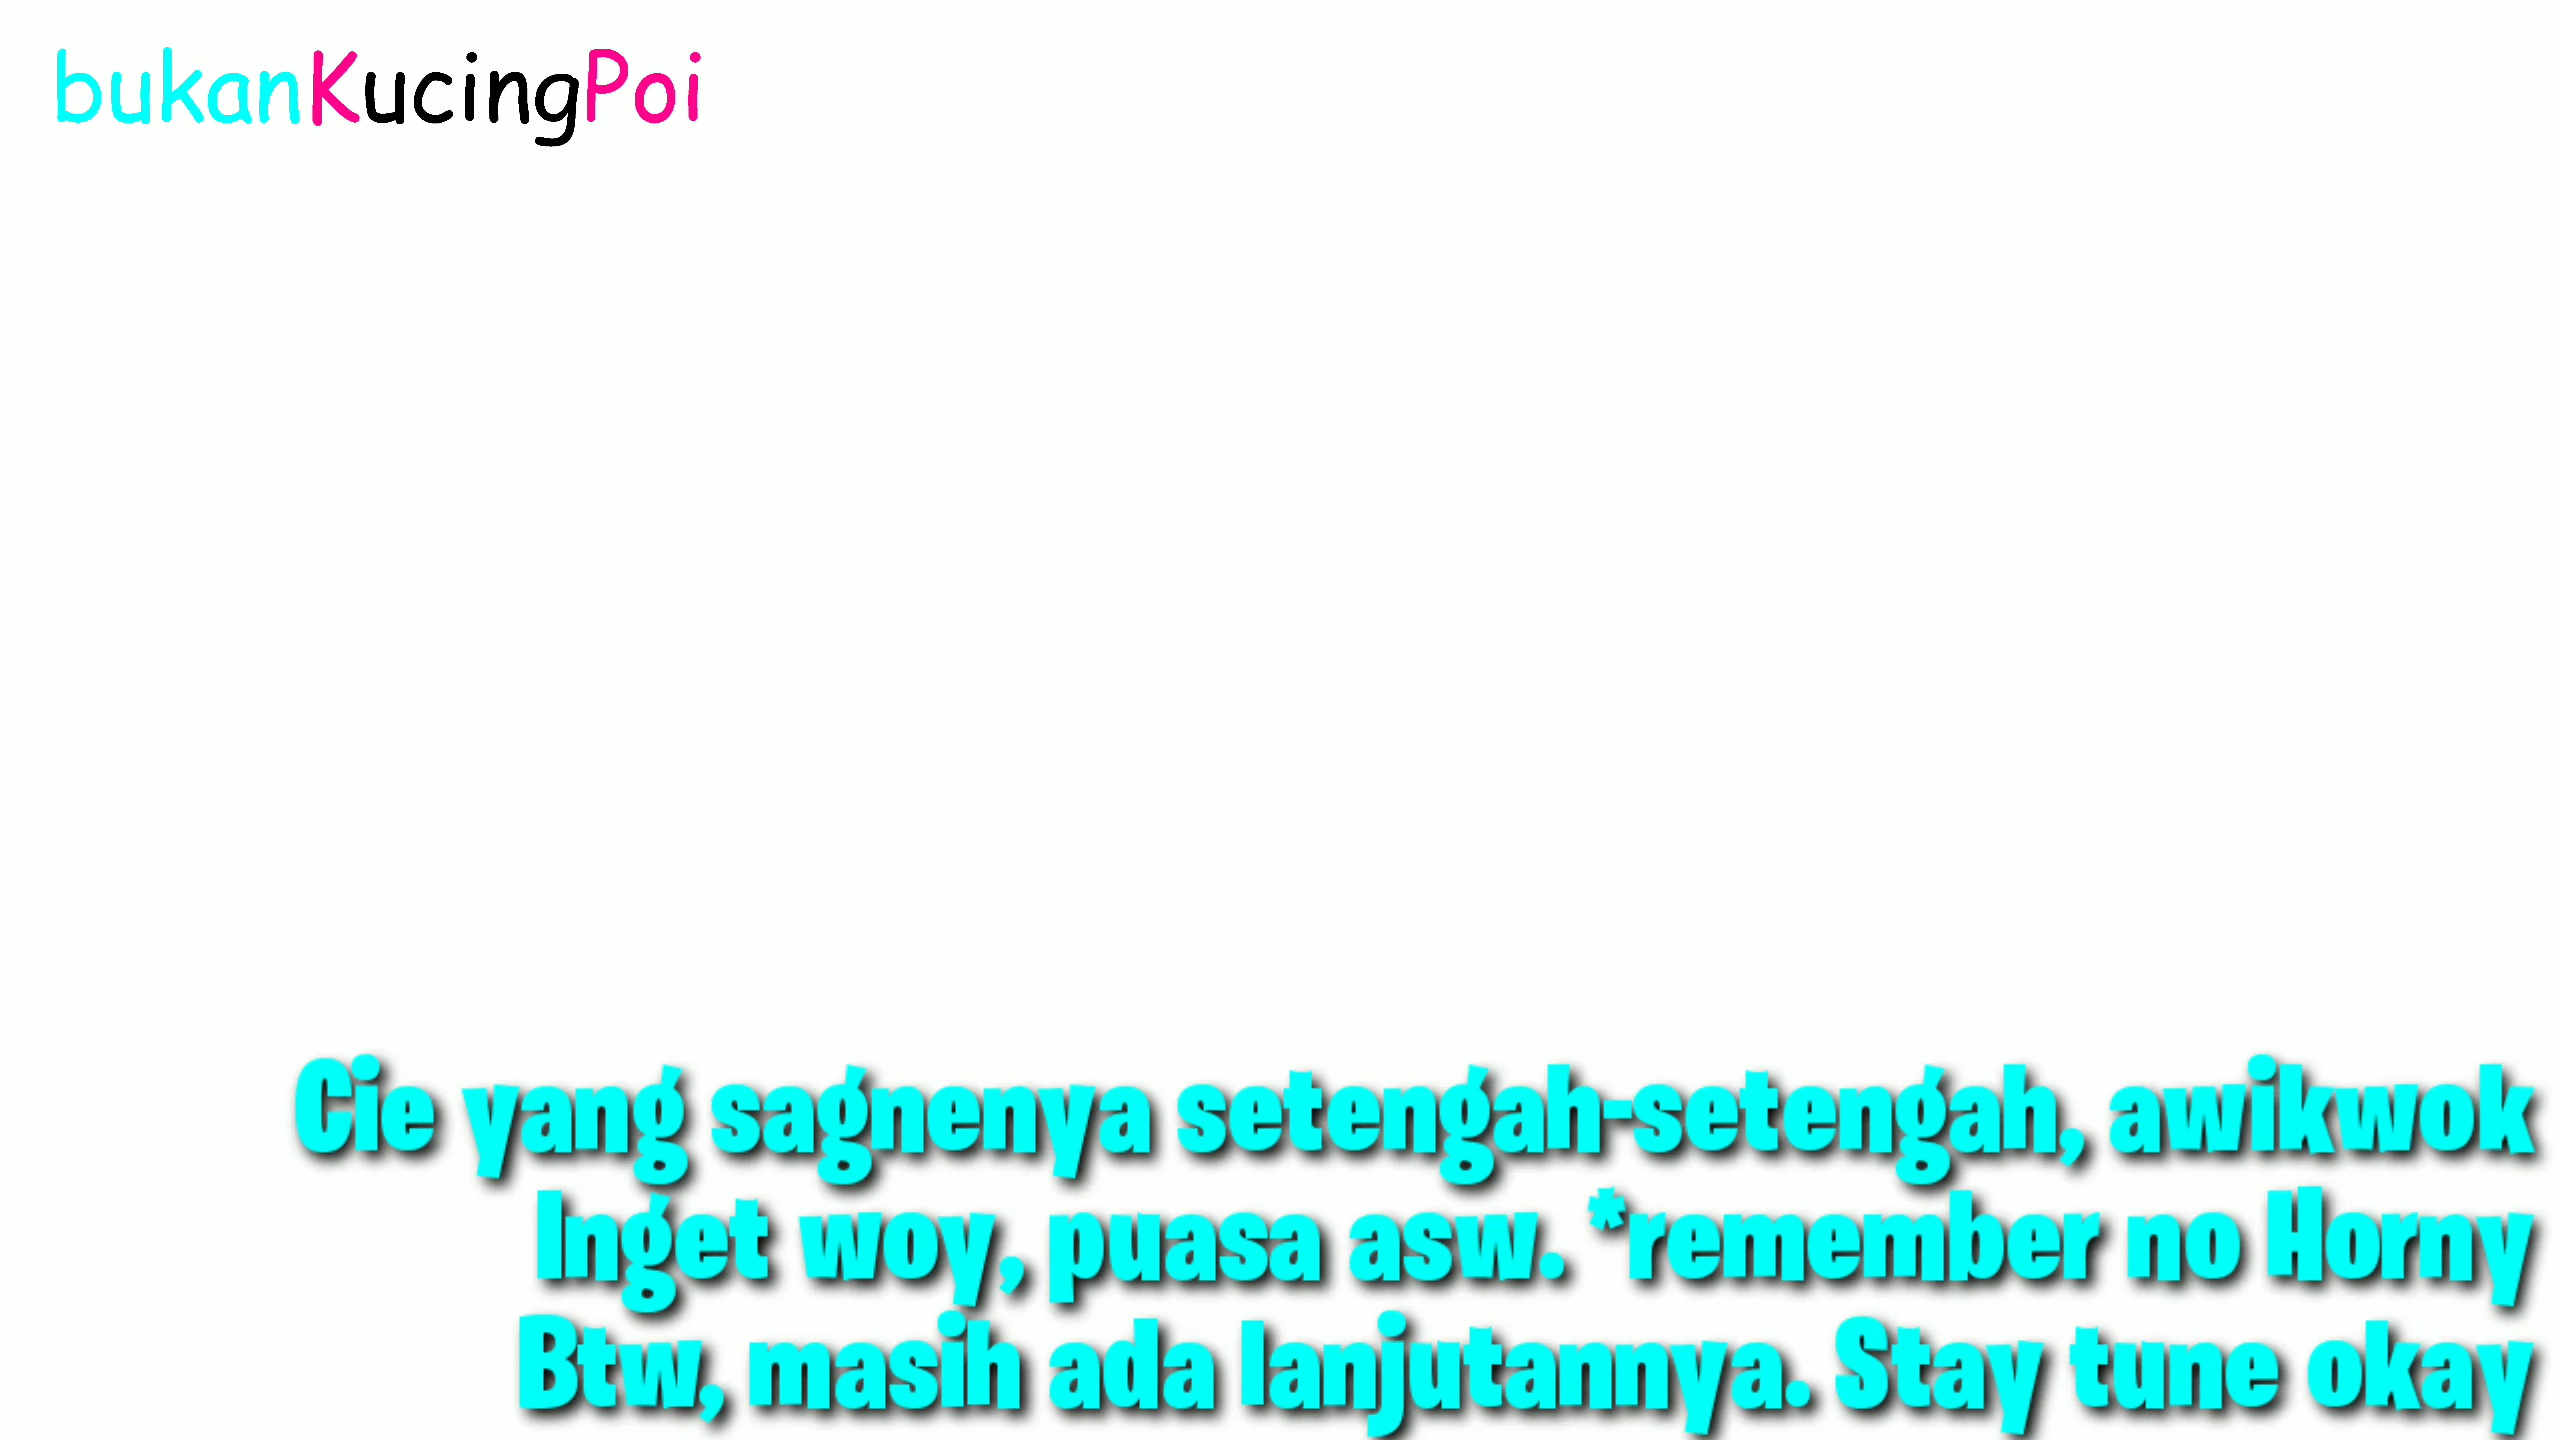 bukanKucingPoi
Cie yang sagnenya setengah-setengah, awikwok
Inget woy, puasa asw. *remember no Horny
Btw, masih ada lanjutannya. Stay tune okay